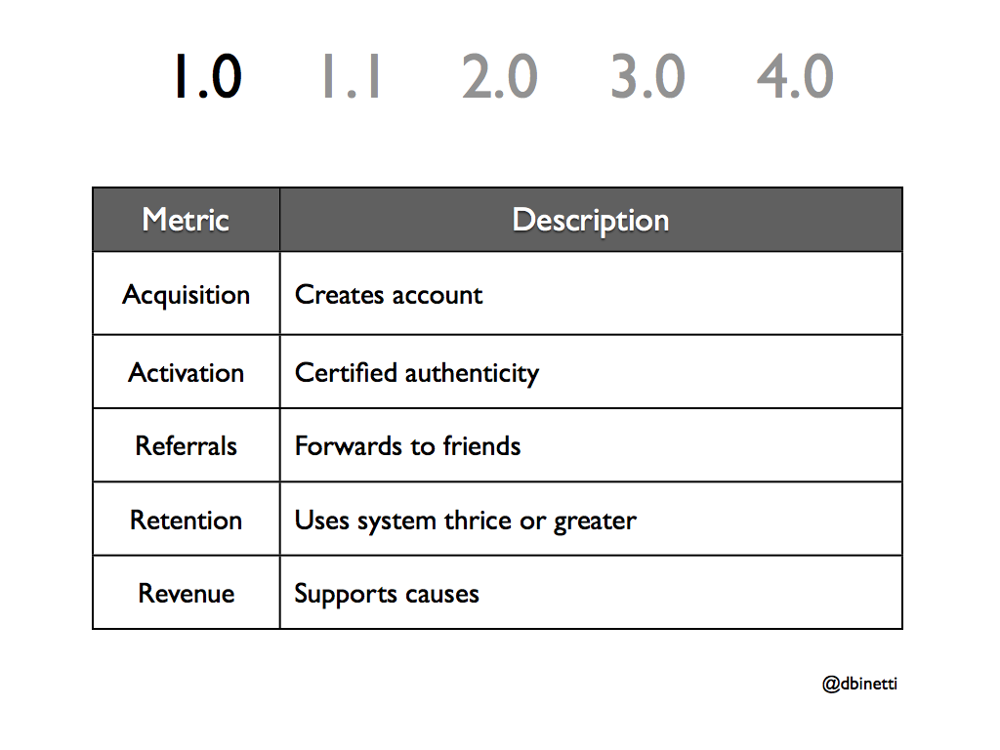 1.0 1.1 2.0 3.0 4.0
Metric Description
Acquisition Creates account
Activation Certified authenticity
Referrals Forwards to friends
Retention Uses system thrice or greater
Revenue Supports causes
@dbinetti